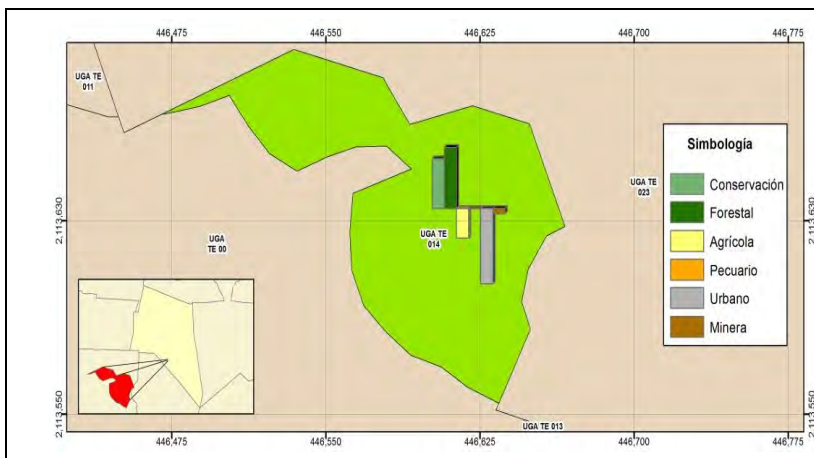 446,475 446,550 446,625 446,700 446,775
UGA TE
011
Simbología
Conservación
Forestal
Agrícola
Pecuario
Urbano
Minera
UGA TE
023
2,113,630 2,113,630
UGA
TE 00
UGA TE
014
2,113,550 2,113,550
UGA TE 013
446,475 446,550 446,625 446,700 446,775